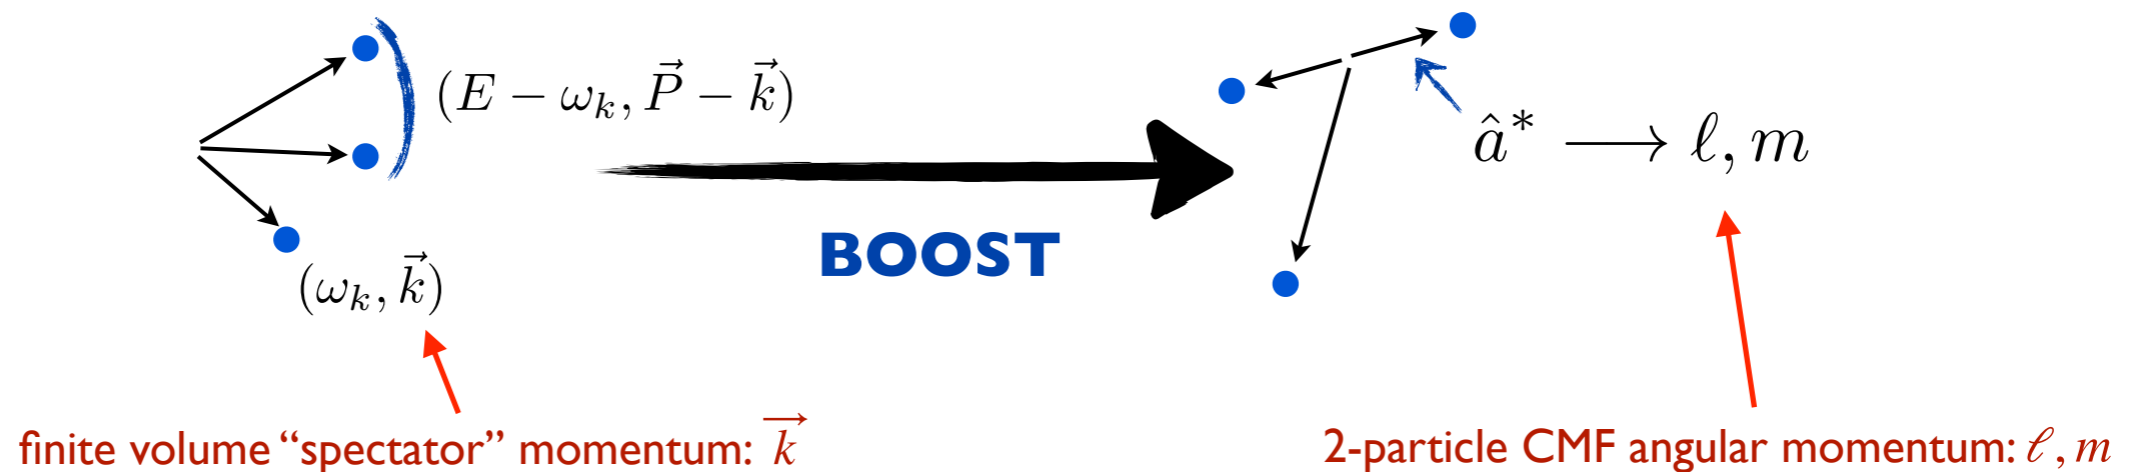 (E − ω_k, P⃗ − k⃗)
â* ⟶ ℓ, m
BOOST
(ω_k, k⃗)
finite volume “spectator” momentum: k⃗
2-particle CMF angular momentum: ℓ, m